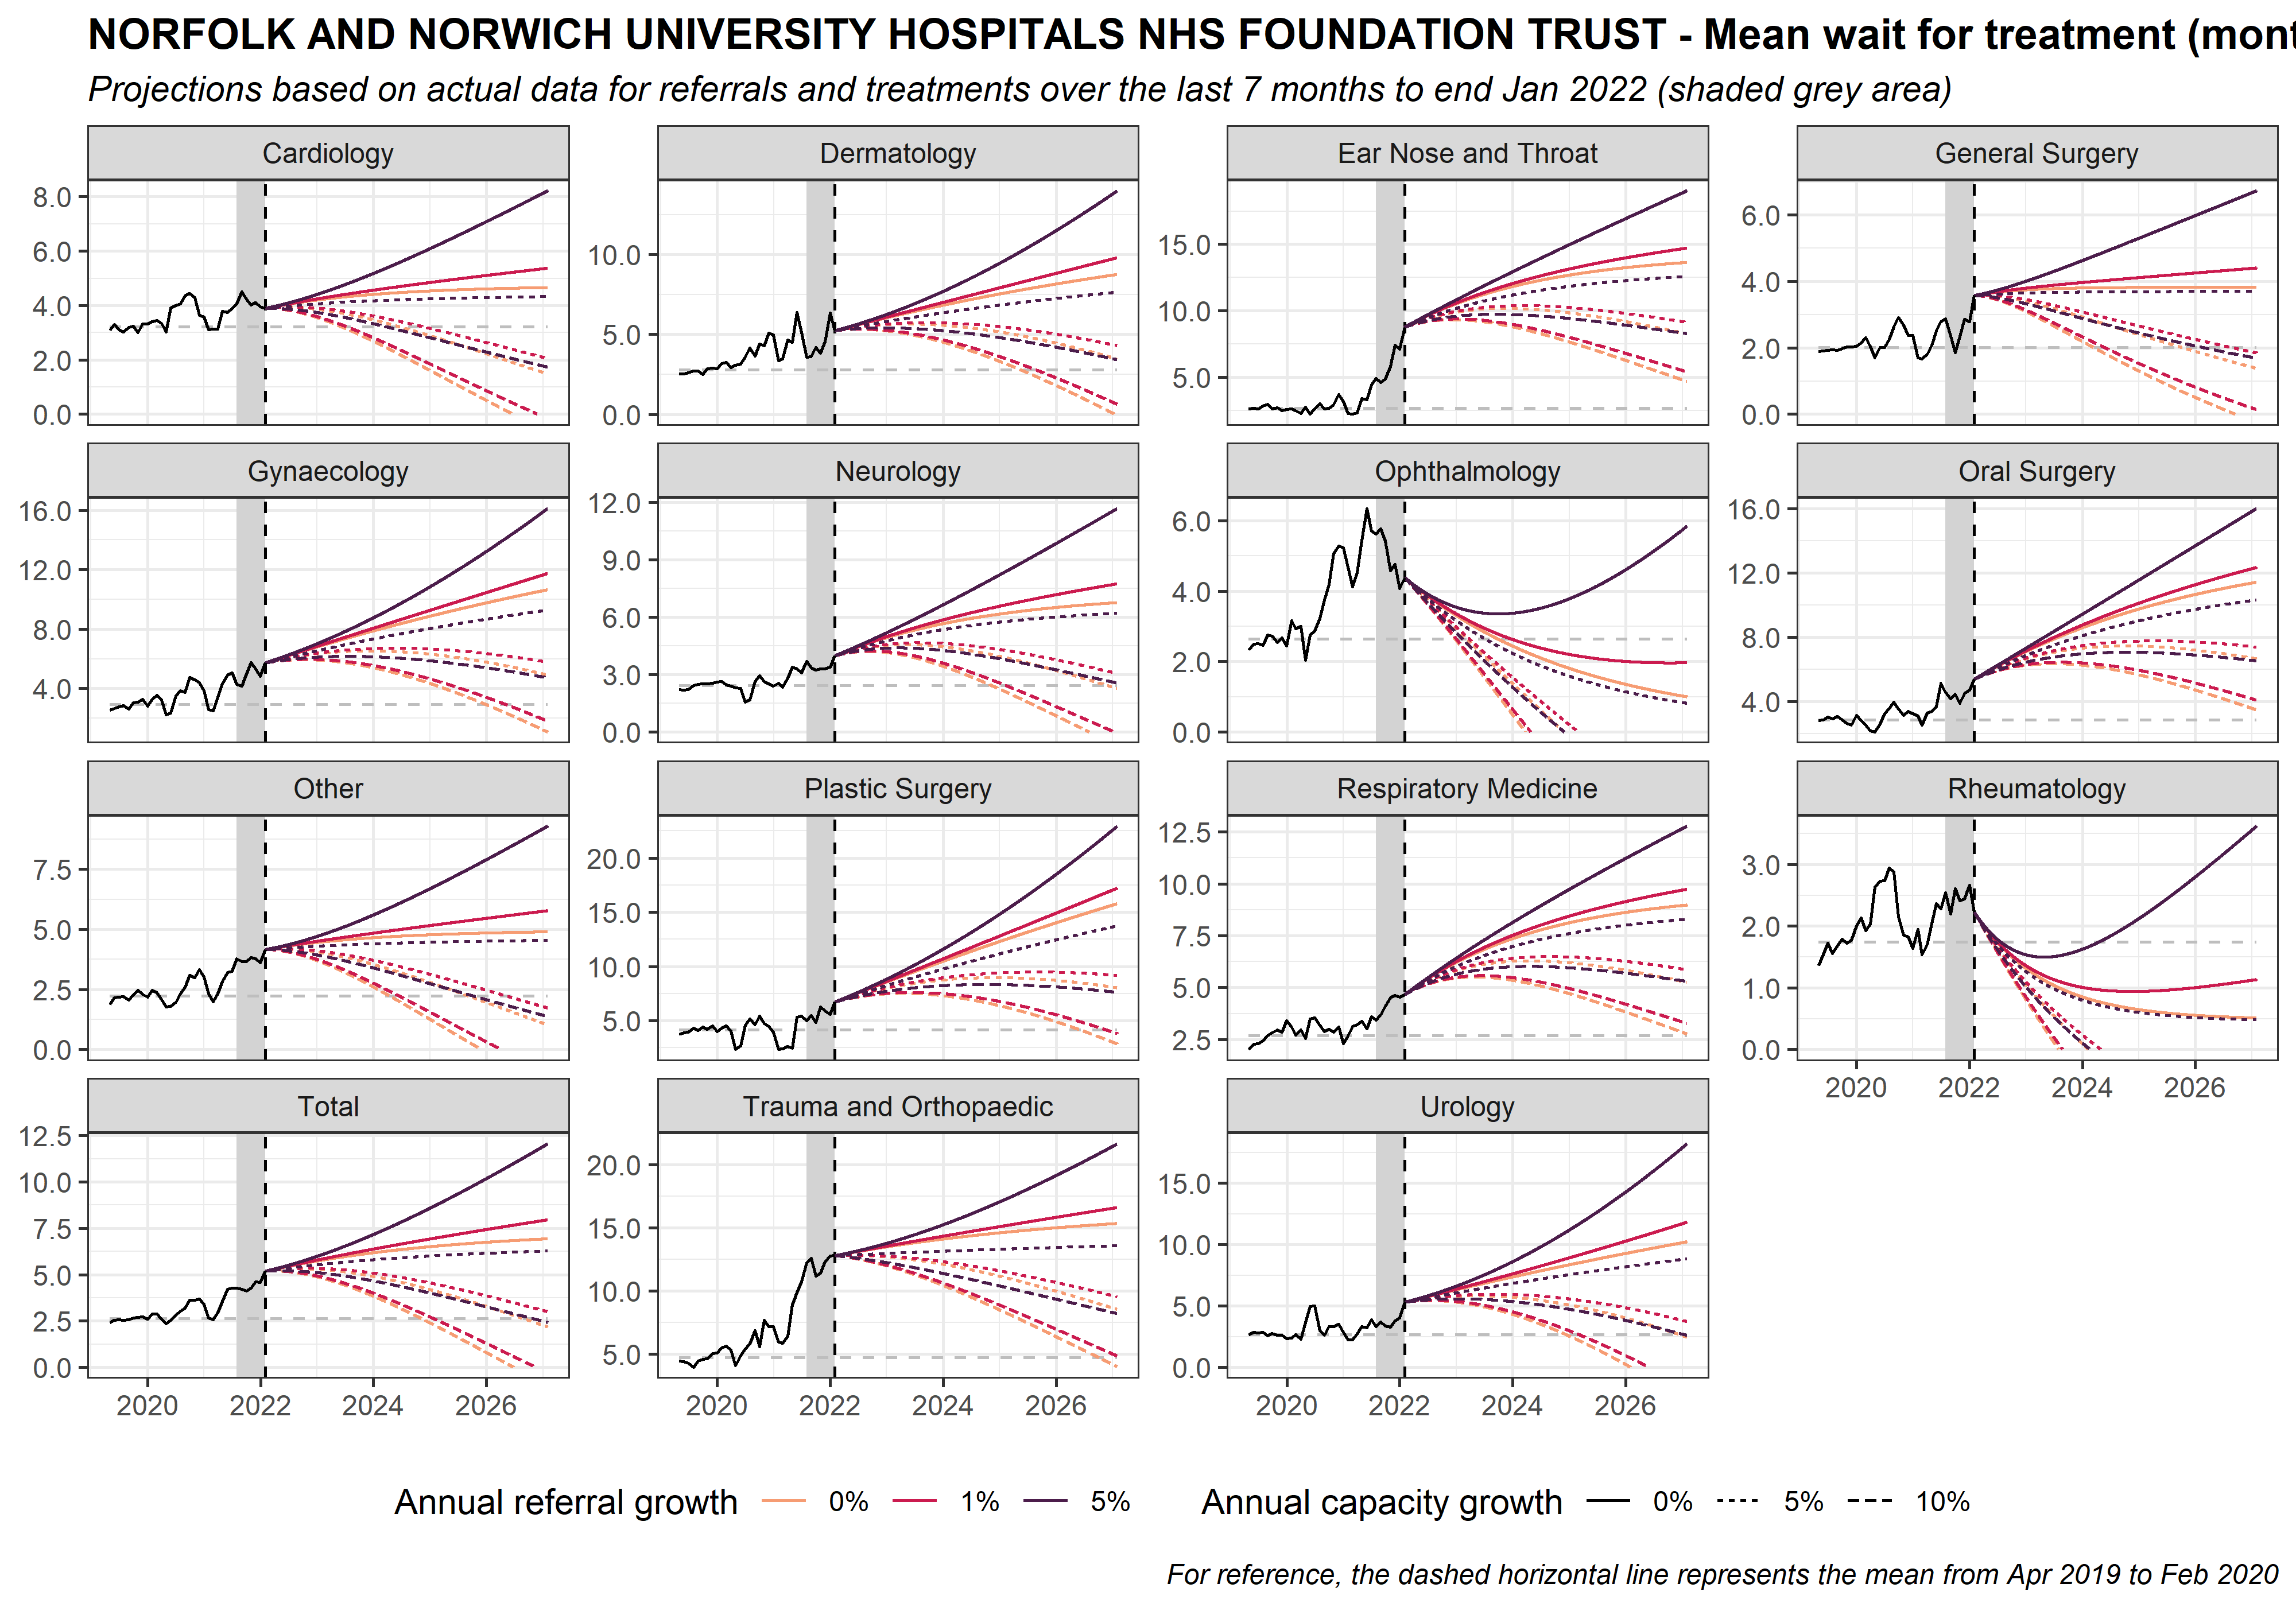 NORFOLK AND NORWICH UNIVERSITY HOSPITALS NHS FOUNDATION TRUST - Mean wait for treatment (mont
Projections based on actual data for referrals and treatments over the last 7 months to end Jan 2022 (shaded grey area)
Cardiology
8.0
6.0
4.0
2.0
0.0
Dermatology
10.0
5.0
0.0
Ear Nose and Throat
15.0
10.0
5.0
General Surgery
6.0
4.0
2.0
0.0
Gynaecology
16.0
12.0
8.0
4.0
Neurology
12.0
9.0
6.0
3.0
0.0
Ophthalmology
6.0
4.0
2.0
0.0
Oral Surgery
16.0
12.0
8.0
4.0
Other
7.5
5.0
2.5
0.0
Plastic Surgery
20.0
15.0
10.0
5.0
Respiratory Medicine
12.5
10.0
7.5
5.0
2.5
Rheumatology
3.0
2.0
1.0
0.0
2020 2022 2024 2026
Total
12.5
10.0
7.5
5.0
2.5
0.0
2020 2022 2024 2026
Trauma and Orthopaedic
20.0
15.0
10.0
5.0
2020 2022 2024 2026
Urology
15.0
10.0
5.0
0.0
2020 2022 2024 2026
Annual referral growth 0% 1% 5%
Annual capacity growth 0% 5% 10%
For reference, the dashed horizontal line represents the mean from Apr 2019 to Feb 2020